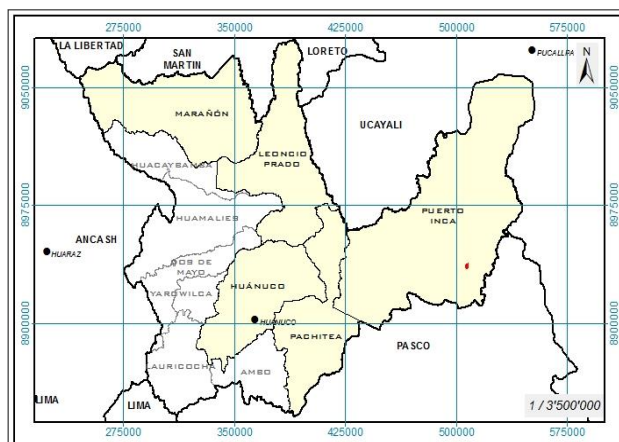 275000 350000 425000 500000 575000
LA LIBERTAD
SAN
MARTIN
LORETO
PUCALLPA
N
9050000
9050000
MARAÑÓN
UCAYALI
HUACAYBAMBA
LEONCIO
PRADO
8975000
8975000
HUAMALIES
PUERTO
INCA
ANCASH
HUARAZ
DOS DE
MAYO
YAROWILCA
HUÁNUCO
HUANUCO
8900000
8900000
PACHITEA
PASCO
LAURICOCHA
AMBO
LIMA
LIMA
1 / 3'500'000
275000 350000 425000 500000 575000